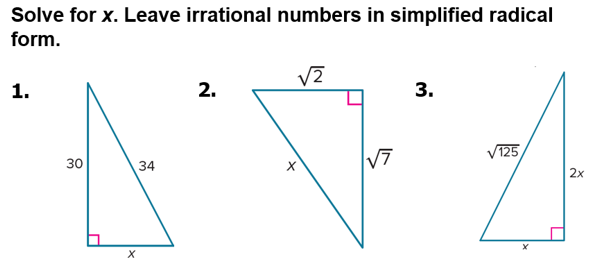 Solve for x. Leave irrational numbers in simplified radical
form.
1.
30
34
x
2.
√2
x
√7
3.
√125
2x
x